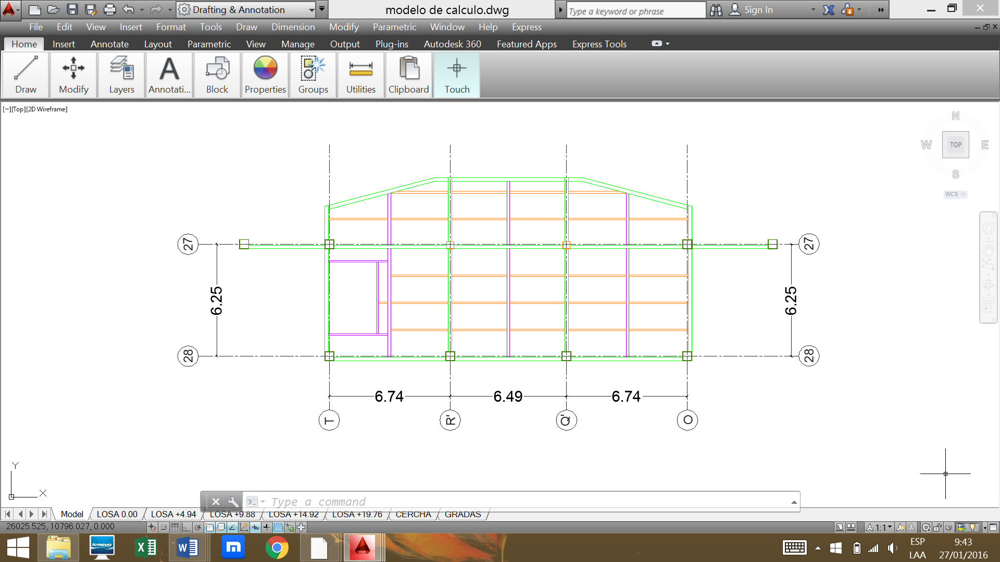 Drafting & Annotation
modelo de calculo.dwg
Type a keyword or phrase
Sign In
File Edit View Insert Format Tools Draw Dimension Modify Parametric Window Help Express
Home Insert Annotate Layout Parametric View Manage Output Plug-ins Autodesk 360 Featured Apps Express Tools
Draw Modify Layers Annotati... Block Properties Groups Utilities Clipboard Touch
[−][Top][2D Wireframe]
N
W TOP E
S
WCS
27 27
6.25 6.25
28 28
6.74 6.49 6.74
T R' Q' O
Y
X
Type a command
Model LOSA 0.00 LOSA +4.94 LOSA +9.88 LOSA +14.92 LOSA +19.76 CERCHA GRADAS
26025.525, 10796.027, 0.000
1:1
lenovo
ESP 9:43
LAA 27/01/2016